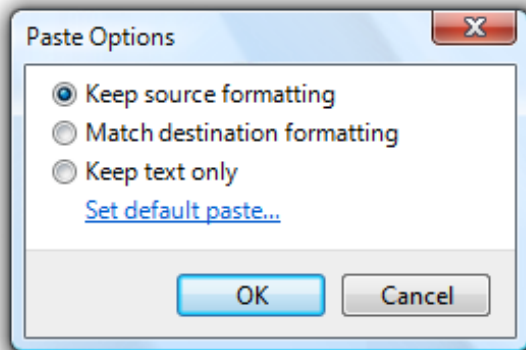 Paste Options
Keep source formatting
Match destination formatting
Keep text only
Set default paste...
OK
Cancel